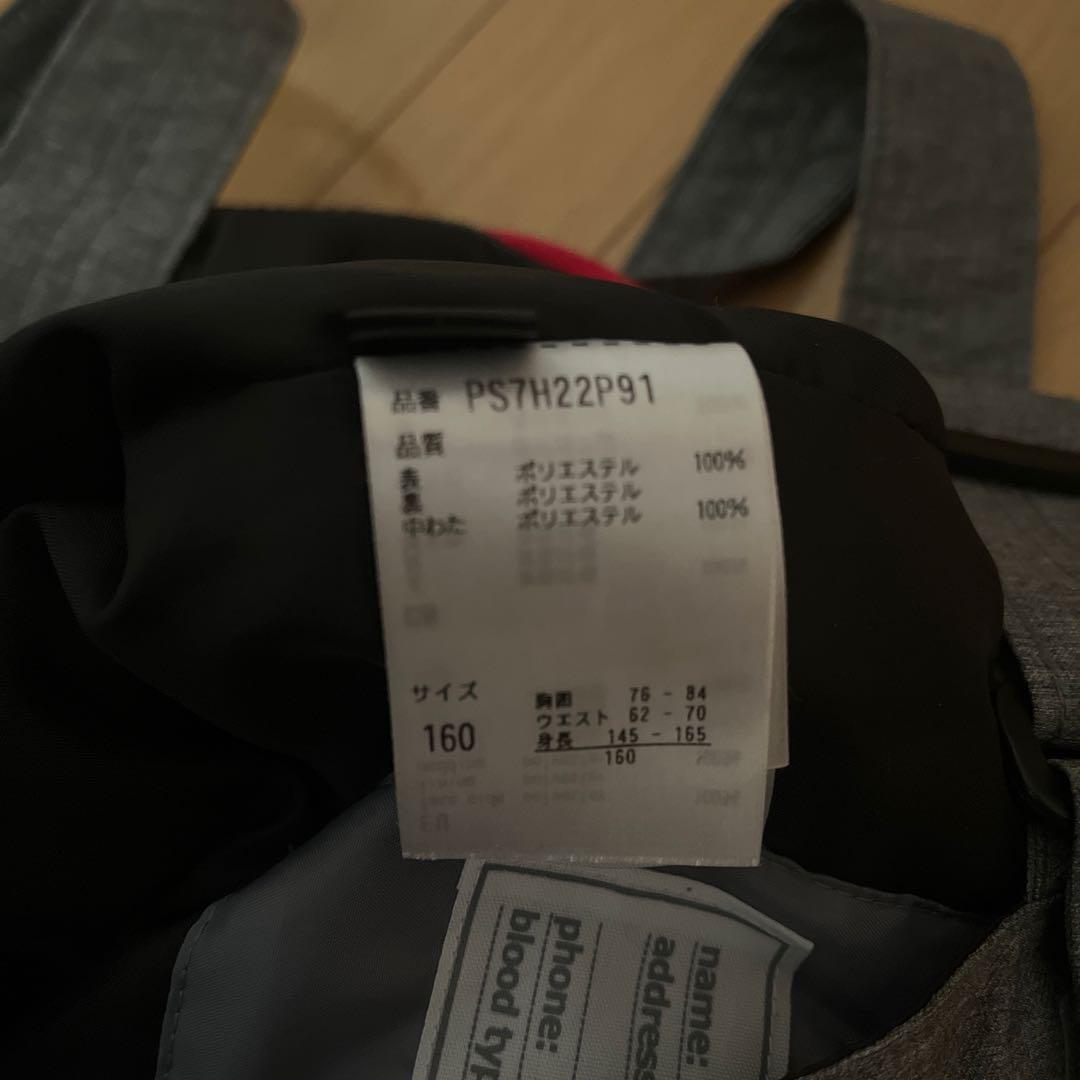 品番 PS7H22P91
品質
表 ポリエステル 100%
裏 ポリエステル
中わた ポリエステル 100%
サイズ
160
胸囲 76 - 84
ウエスト 62 - 70
身長 145 - 165
160
name:
address
phone:
blood typ